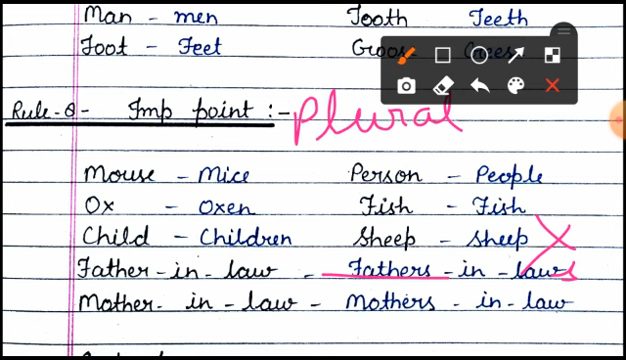 Man - men Tooth Teeth
Foot - Feet
Rule-8- Imp point :- Plural
Mouse - Mice Person - People
Ox - Oxen Fish - Fish
Child - Children Sheep - Sheep
Father-in-law - Fathers-in-laws
Mother-in-law - Mothers-in-law